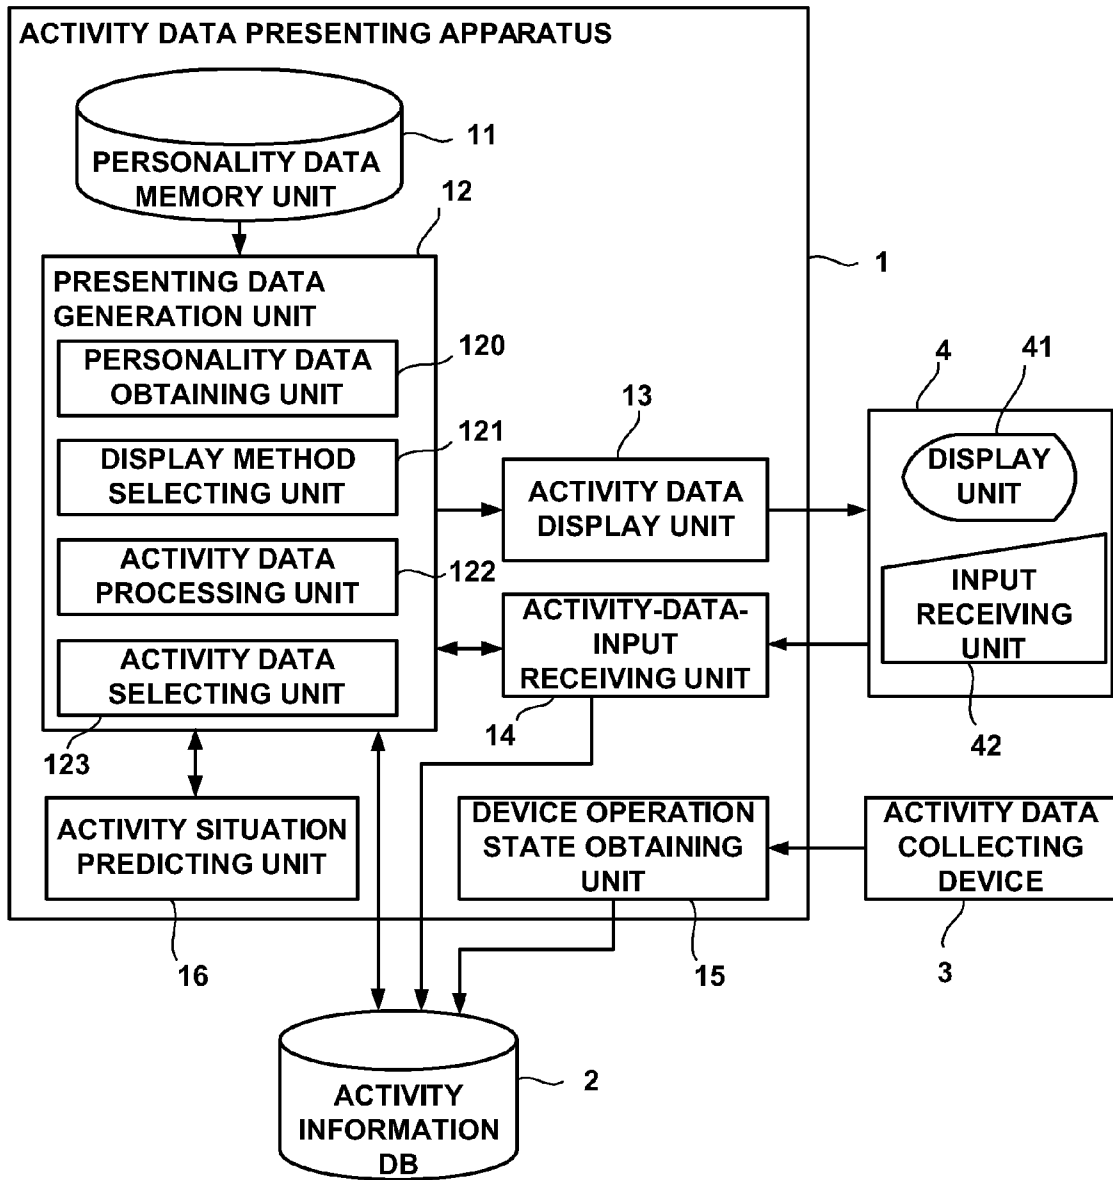 ACTIVITY DATA PRESENTING APPARATUS
PERSONALITY DATA
MEMORY UNIT
11
12
PRESENTING DATA
GENERATION UNIT
1
PERSONALITY DATA
OBTAINING UNIT
120
DISPLAY METHOD
SELECTING UNIT
121
ACTIVITY DATA
PROCESSING UNIT
122
ACTIVITY DATA
SELECTING UNIT
123
13
ACTIVITY DATA
DISPLAY UNIT
4
41
DISPLAY
UNIT
INPUT
RECEIVING
UNIT
42
ACTIVITY-DATA-
INPUT
RECEIVING UNIT
14
ACTIVITY SITUATION
PREDICTING UNIT
16
DEVICE OPERATION
STATE OBTAINING
UNIT
15
ACTIVITY DATA
COLLECTING
DEVICE
3
ACTIVITY
INFORMATION
DB
2